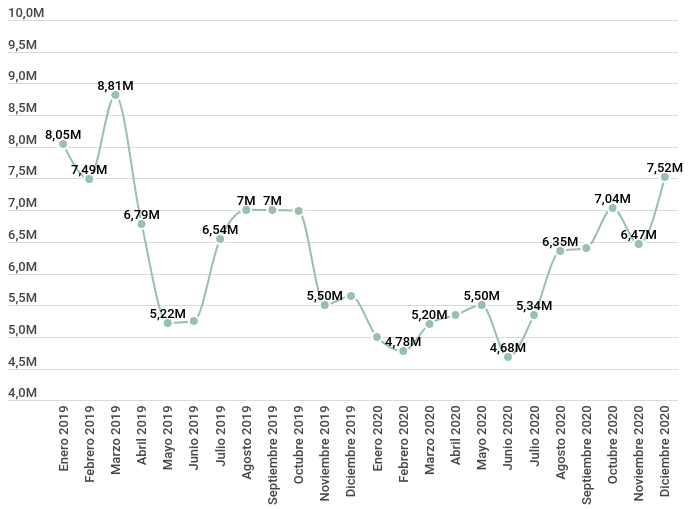 10,0M
9,5M
9,0M
8,5M
8,0M
7,5M
7,0M
6,5M
6,0M
5,5M
5,0M
4,5M
4,0M
8,05M
7,49M
8,81M
6,79M
5,22M
6,54M
7M
7M
5,50M
4,78M
5,20M
5,50M
4,68M
5,34M
6,35M
7,04M
6,47M
7,52M
Enero 2019
Febrero 2019
Marzo 2019
Abril 2019
Mayo 2019
Junio 2019
Julio 2019
Agosto 2019
Septiembre 2019
Octubre 2019
Noviembre 2019
Diciembre 2019
Enero 2020
Febrero 2020
Marzo 2020
Abril 2020
Mayo 2020
Junio 2020
Julio 2020
Agosto 2020
Septiembre 2020
Octubre 2020
Noviembre 2020
Diciembre 2020